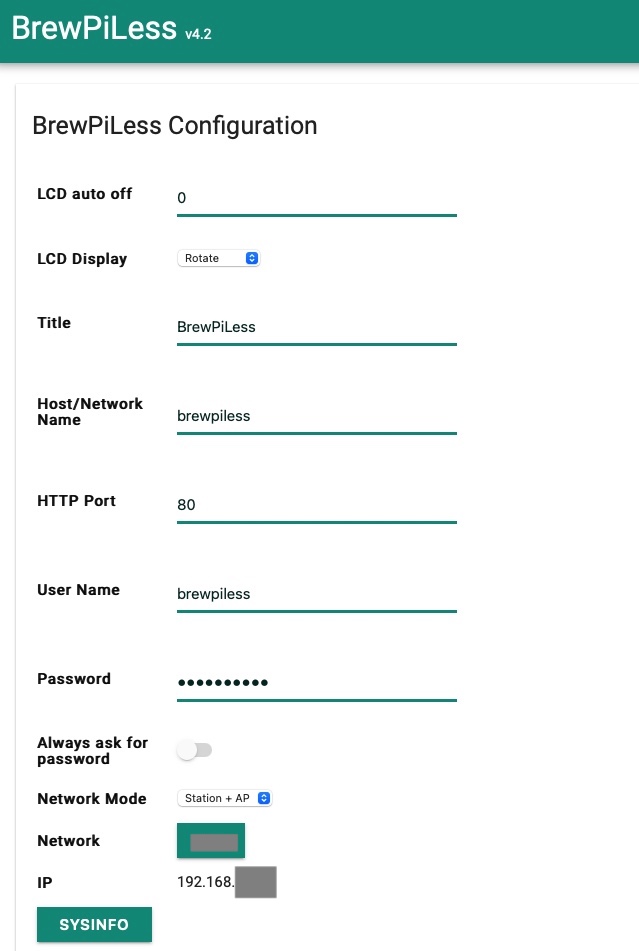 BrewPiLess v4.2
BrewPiLess Configuration
LCD auto off
0
LCD Display
Rotate
Title
BrewPiLess
Host/Network
Name
brewpiless
HTTP Port
80
User Name
brewpiless
Password
••••••••••
Always ask for
password
Network Mode
Station + AP
Network
IP
192.168.
SYSINFO